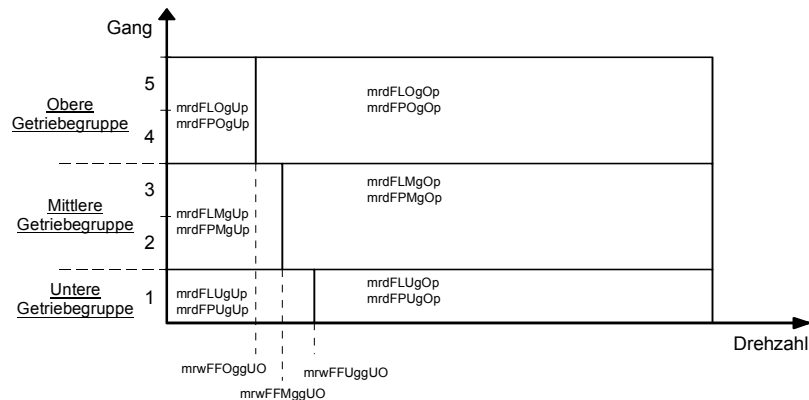 Gang
5
Obere
Getriebegruppe
4
mrdFLOgUp
mrdFPOgUp
mrdFLOgOp
mrdFPOgOp
3
Mittlere
Getriebegruppe
2
mrdFLMgUp
mrdFPMgUp
mrdFLMgOp
mrdFPMgOp
Untere
Getriebegruppe
1
mrdFLUgUp
mrdFPUgUp
mrdFLUgOp
mrdFPUgOp
Drehzahl
mrwFFOggUO
mrwFFUggUO
mrwFFMggUO